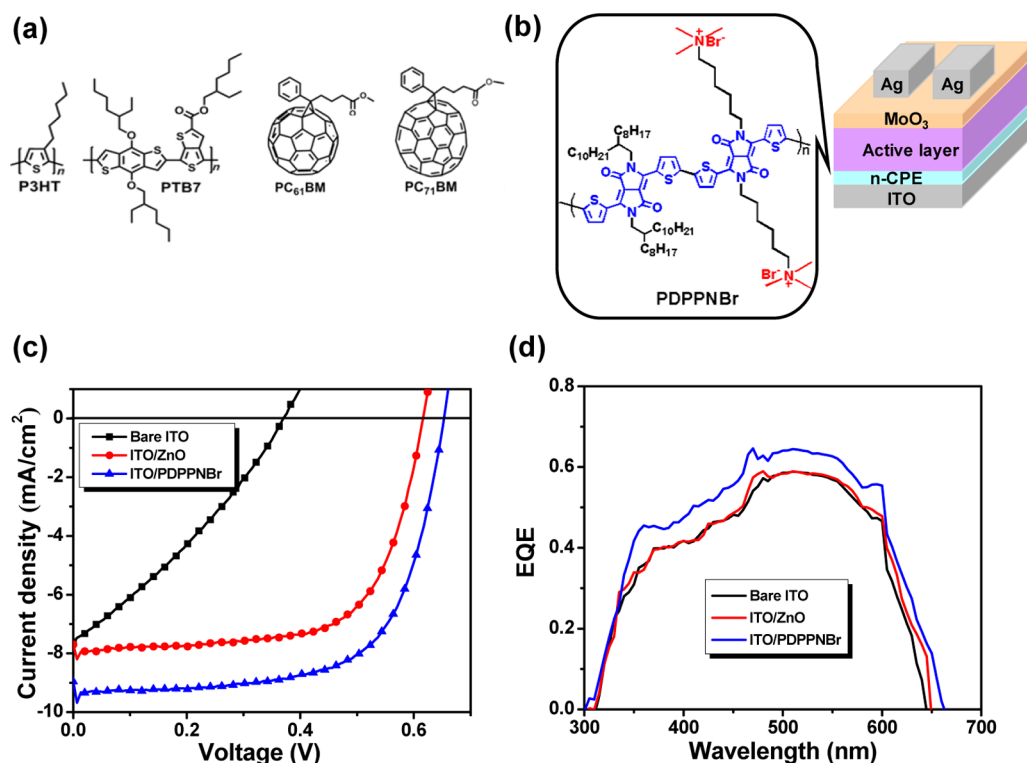 (a)
P3HT
PTB7
PC₆₁BM
PC₇₁BM
(b)
N⁺Br⁻
C₈H₁₇
C₁₀H₂₁
C₁₀H₂₁
C₈H₁₇
Br⁻N⁺
PDPPNBr
Ag
Ag
MoO₃
Active layer
n-CPE
ITO
(c)
Current density (mA/cm²)
0
-2
-4
-6
-8
-10
Bare ITO
ITO/ZnO
ITO/PDPPNBr
0.0
0.2
0.4
0.6
Voltage (V)
(d)
EQE
0.8
0.6
0.4
0.2
0.0
Bare ITO
ITO/ZnO
ITO/PDPPNBr
300
400
500
600
700
Wavelength (nm)